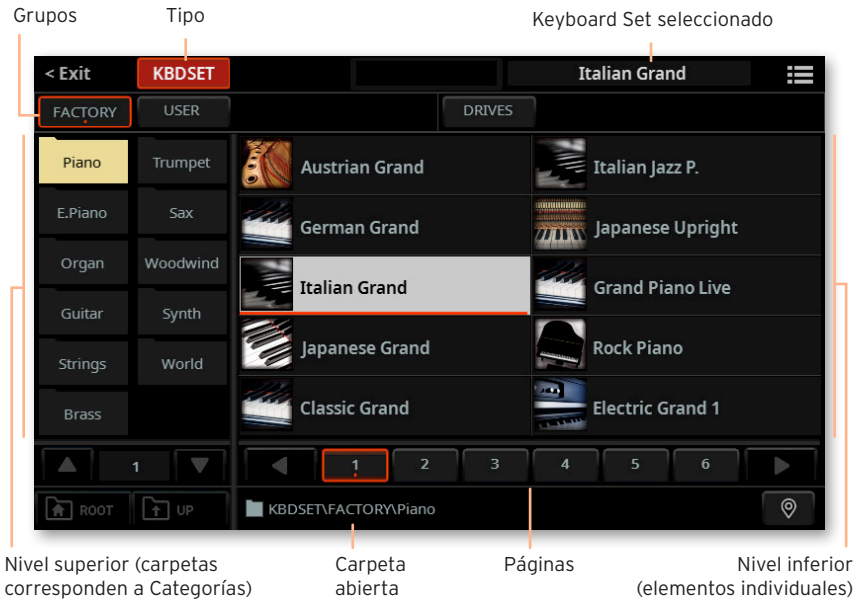 Grupos
Tipo
Keyboard Set seleccionado
< Exit
KBDSET
Italian Grand
FACTORY
USER
DRIVES
Piano
Trumpet
E.Piano
Sax
Organ
Woodwind
Guitar
Synth
Strings
World
Brass
Austrian Grand
Italian Jazz P.
German Grand
Japanese Upright
Italian Grand
Grand Piano Live
Japanese Grand
Rock Piano
Classic Grand
Electric Grand 1
1
1
2
3
4
5
6
ROOT
UP
KBDSET\FACTORY\Piano
Nivel superior (carpetas
corresponden a Categorías)
Carpeta
abierta
Páginas
Nivel inferior
(elementos individuales)